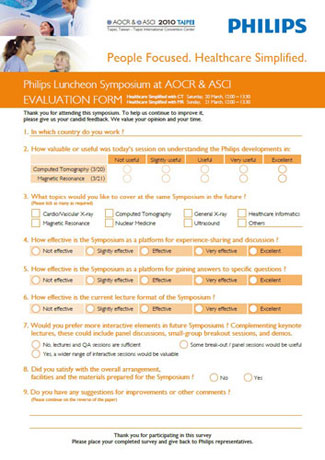 AOCR & ASCI 2010 TAIPEI
Taipei, Taiwan - Taipei International Convention Center
PHILIPS
People Focused. Healthcare Simplified.
Philips Luncheon Symposium at AOCR & ASCI
EVALUATION FORM
Healthcare Simplified with CT Saturday, 20 March, 12:00 – 13:30
Healthcare Simplified with MR Sunday, 21 March, 12:00 – 13:30
Thank you for attending this symposium. To help us continue to improve it,
please give us your candid feedback. We value your opinion and your time.
1. In which country do you work ?
2. How valuable or useful was today's session on understanding the Philips developments in:
Not useful Slightly useful Useful Very useful Excellent
Computed Tomography (3/20)
Magnetic Resonance (3/21)
3. What topics would you like to cover at the same Symposium in the future ?
(Please tick as many as required)
Cardio/Vascular X-ray Computed Tomography General X-ray Healthcare Informatics
Magnetic Resonance Nuclear Medicine Ultrasound Others
4. How effective is the Symposium as a platform for experience-sharing and discussion ?
Not effective Slightly effective Effective Very effective Excellent
5. How effective is the Symposium as a platform for gaining answers to specific questions ?
Not effective Slightly effective Effective Very effective Excellent
6. How effective is the current lecture format of the Symposium ?
Not effective Slightly effective Effective Very effective Excellent
7. Would you prefer more interactive elements in future Symposiums ? Complementing keynote
lectures, these could include panel discussions, small-group breakout sessions, and demos.
No, lectures and QA sessions are sufficient Some break-out / panel sessions would be useful
Yes, a wider range of interactive sessions would be valuable
8. Did you satisfy with the overall arrangement,
facilities and the materials prepared for the Symposium ? No Yes
9. Do you have any suggestions for improvements or other comments ?
(Please continue on the reverse of the paper)
Thank you for participating in this survey
Please place your completed survey and give back to Philips representatives.